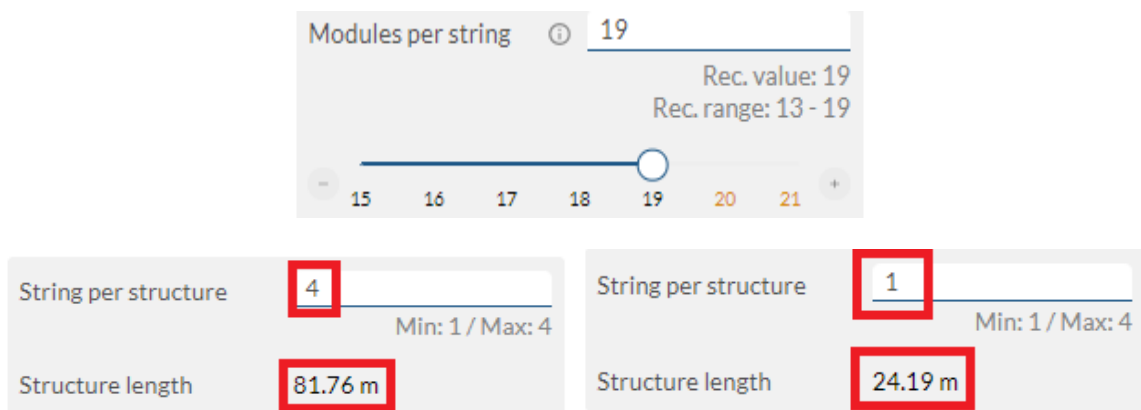 Modules per string ⓘ 19
Rec. value: 19
Rec. range: 13 - 19
- 15 16 17 18 19 20 21 +
String per structure 4
Min: 1 / Max: 4
Structure length 81.76 m
String per structure 1
Min: 1 / Max: 4
Structure length 24.19 m